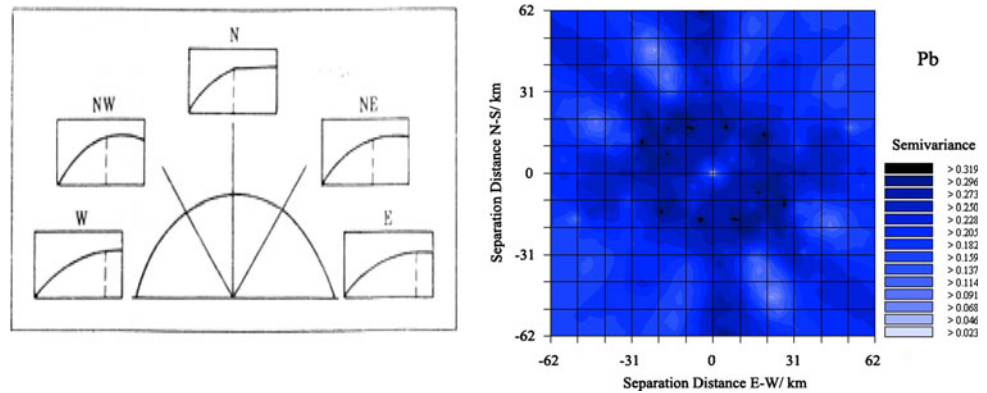 N
NW
NE
W
E
62
31
0
-31
-62
Separation Distance N-S/ km
-62
-31
0
31
62
Separation Distance E-W/ km
Pb
Semivariance
> 0.319
> 0.296
> 0.273
> 0.250
> 0.228
> 0.205
> 0.182
> 0.159
> 0.137
> 0.114
> 0.091
> 0.068
> 0.046
> 0.023